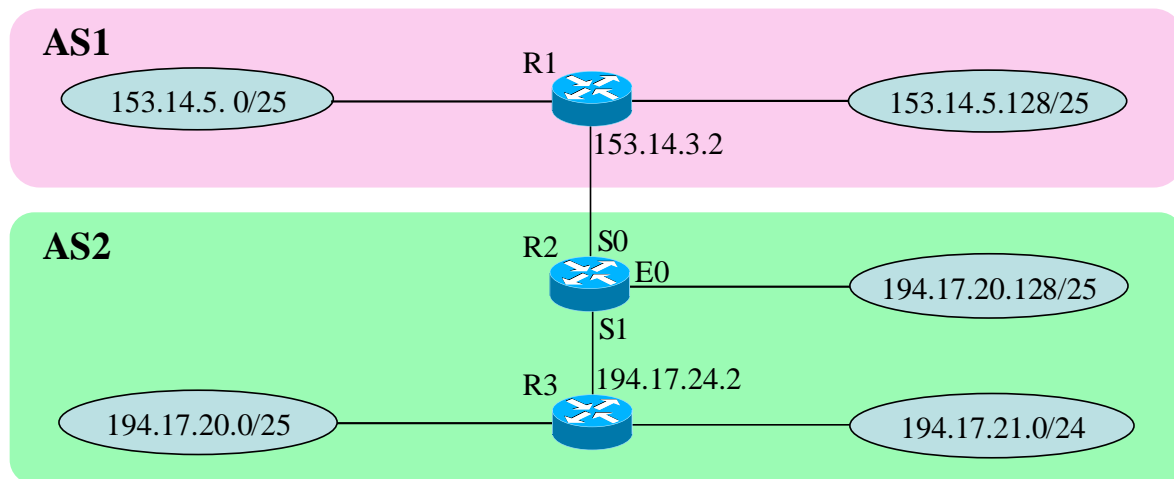 AS1
R1
153.14.5. 0/25
153.14.5.128/25
153.14.3.2
AS2
R2
S0
E0
194.17.20.128/25
S1
R3
194.17.24.2
194.17.20.0/25
194.17.21.0/24